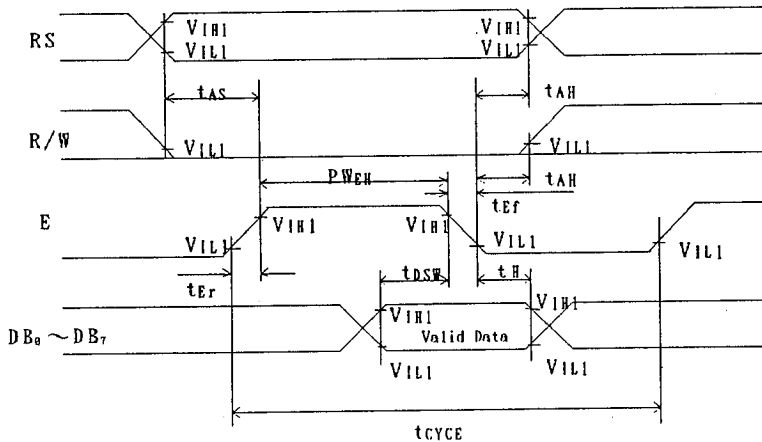 RS
VIH1
VIL1
VIH1
VIL1
tAS
tAH
R/W
VIL1
VIL1
PWEH
tAH
tEf
E
VIL1
VIH1
VIH1
VIL1
VIL1
tEr
tDSW
tH
DB0~DB7
VIH1
Valid Data
VIH1
VIL1
VIL1
tCYCE